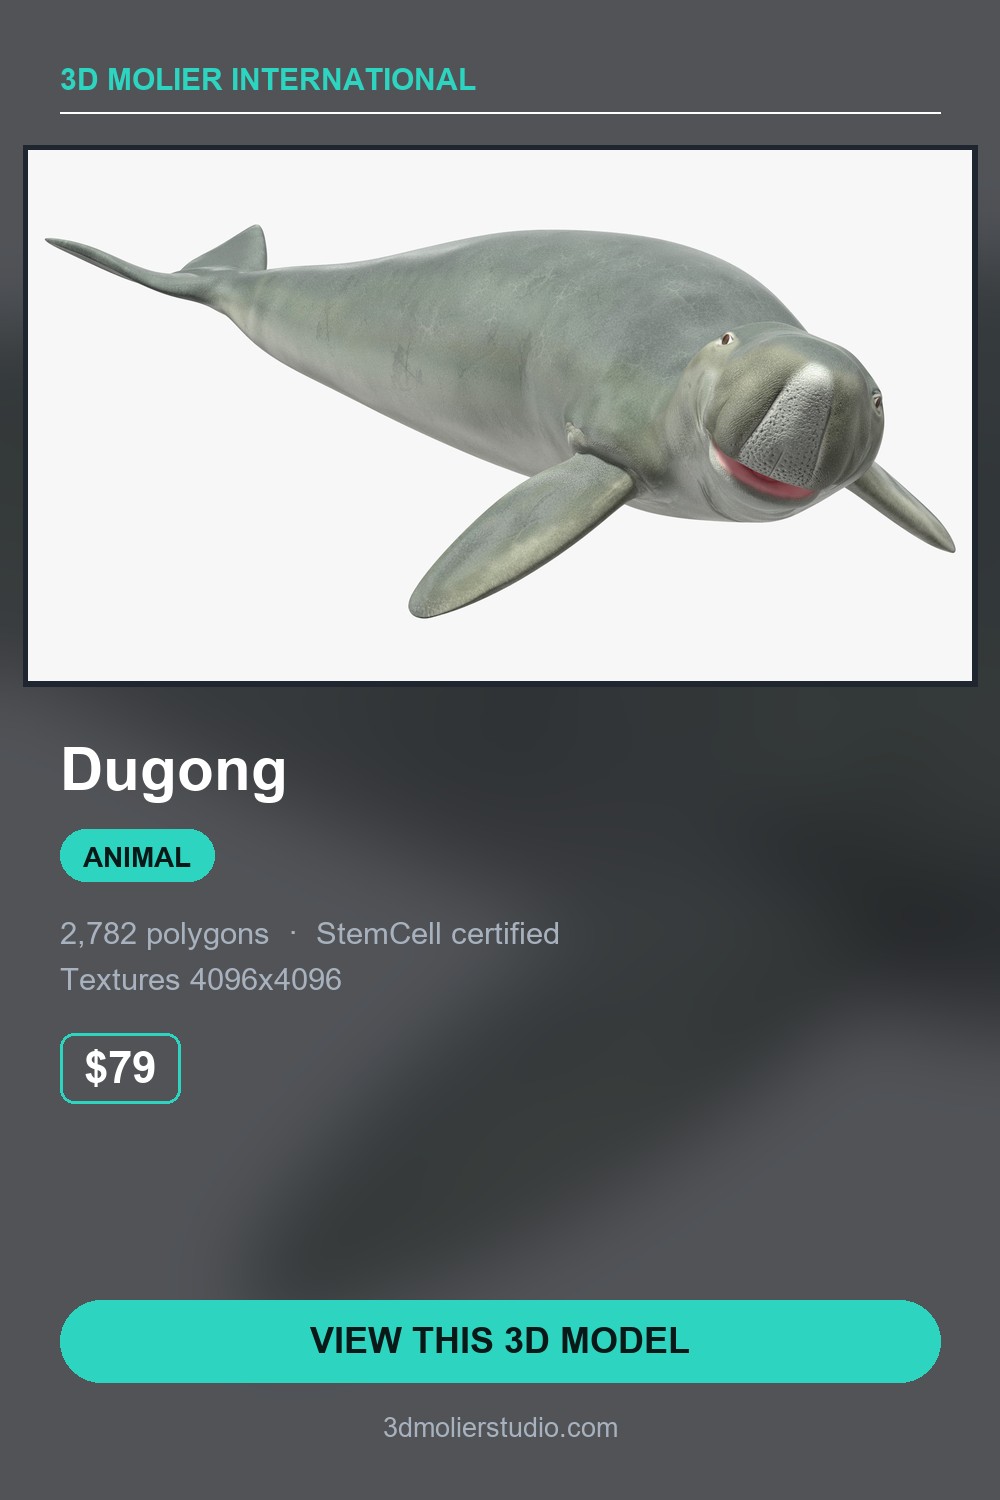 3D MOLIER INTERNATIONAL
Dugong
ANIMAL
2,782 polygons · StemCell certified
Textures 4096x4096
$79
VIEW THIS 3D MODEL
3dmolierstudio.com